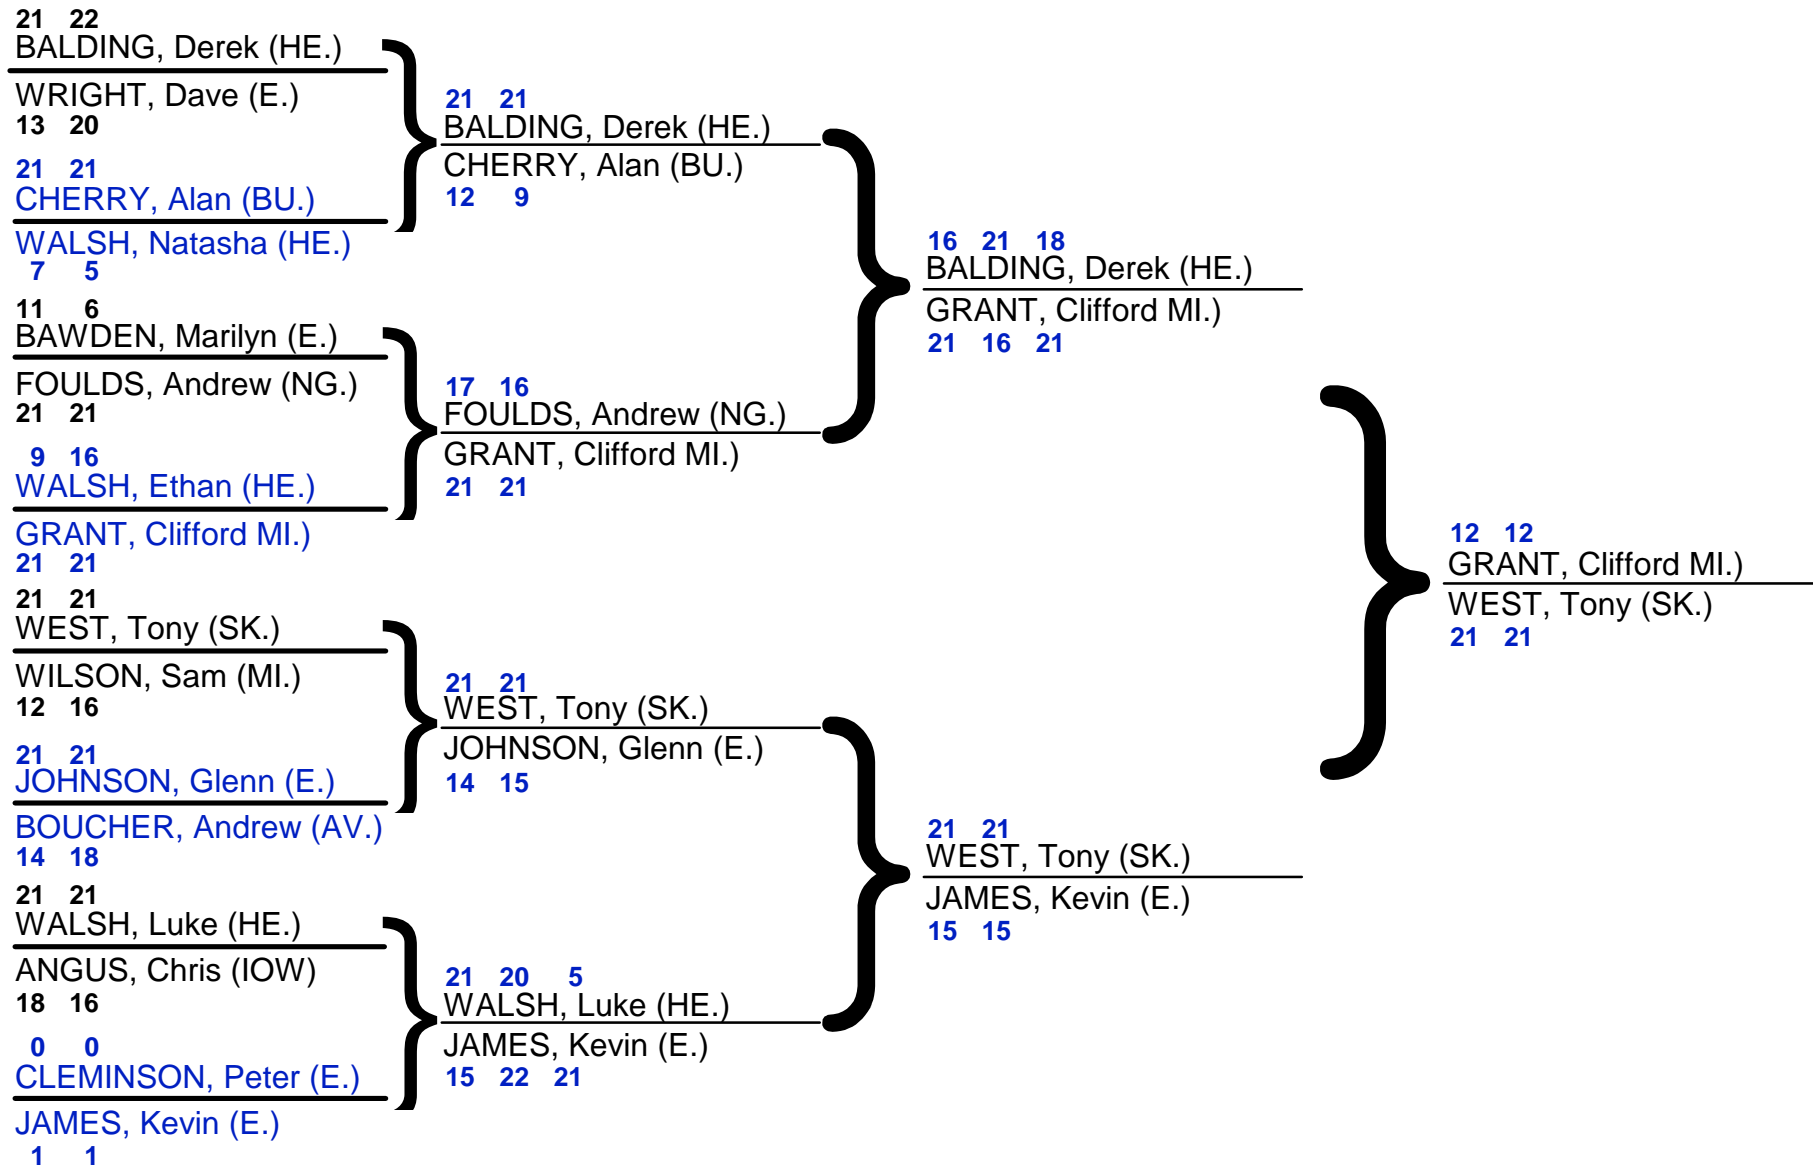 21 22
BALDING, Derek (HE.)
WRIGHT, Dave (E.)
13 20
21 21
CHERRY, Alan (BU.)
WALSH, Natasha (HE.)
7 5
11 6
BAWDEN, Marilyn (E.)
FOULDS, Andrew (NG.)
21 21
9 16
WALSH, Ethan (HE.)
GRANT, Clifford MI.)
21 21
21 21
WEST, Tony (SK.)
WILSON, Sam (MI.)
12 16
21 21
JOHNSON, Glenn (E.)
BOUCHER, Andrew (AV.)
14 18
21 21
WALSH, Luke (HE.)
ANGUS, Chris (IOW)
18 16
0 0
CLEMINSON, Peter (E.)
JAMES, Kevin (E.)
1 1
21 21
BALDING, Derek (HE.)
CHERRY, Alan (BU.)
12 9
17 16
FOULDS, Andrew (NG.)
GRANT, Clifford MI.)
21 21
21 21
WEST, Tony (SK.)
JOHNSON, Glenn (E.)
14 15
21 20 5
WALSH, Luke (HE.)
JAMES, Kevin (E.)
15 22 21
16 21 18
BALDING, Derek (HE.)
GRANT, Clifford MI.)
21 16 21
21 21
WEST, Tony (SK.)
JAMES, Kevin (E.)
15 15
12 12
GRANT, Clifford MI.)
WEST, Tony (SK.)
21 21